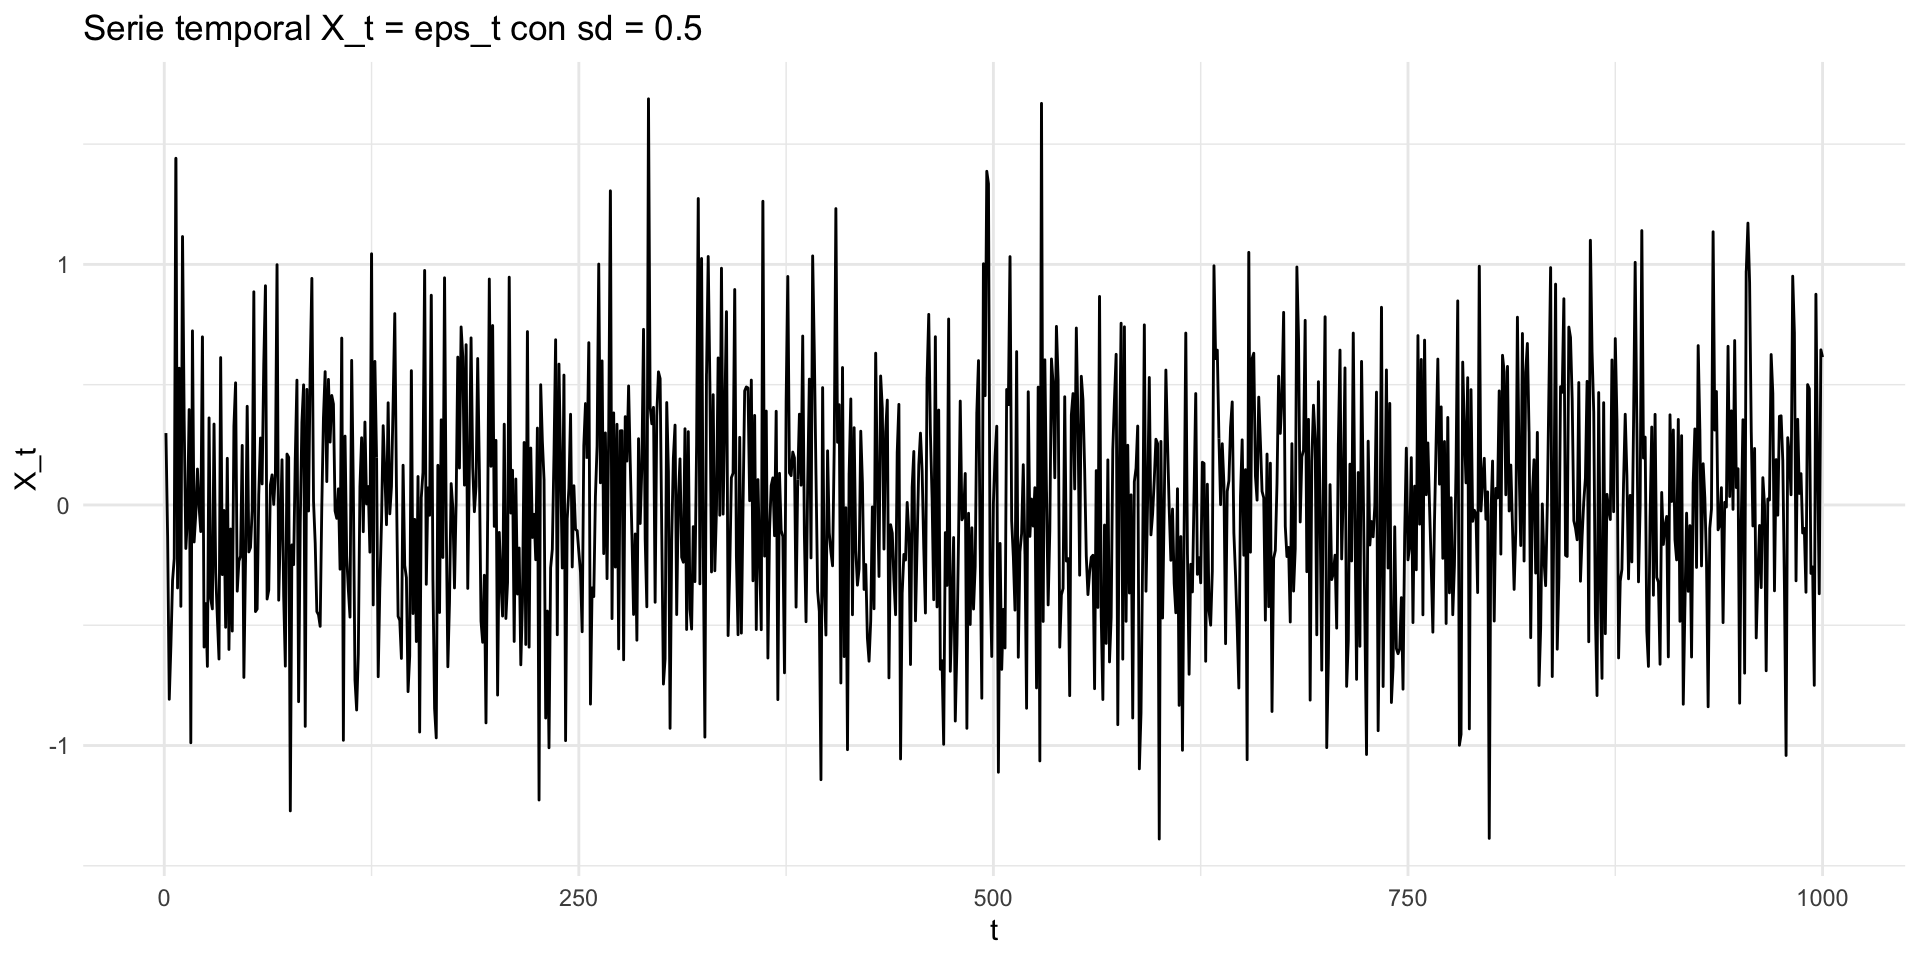 Serie temporal X_t = eps_t con sd = 0.5
X_t
1
0
-1
0
250
500
750
1000
t